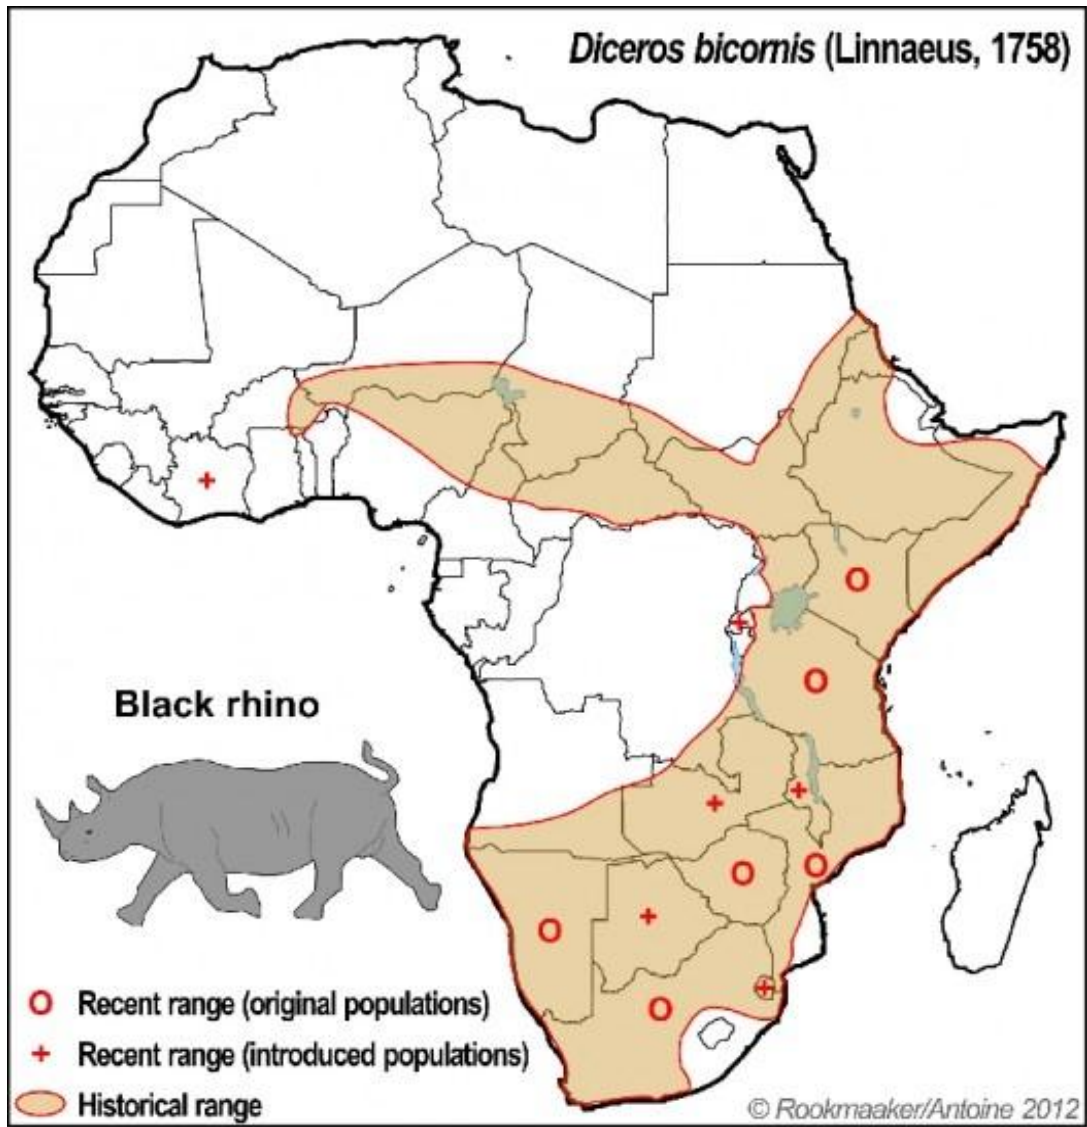 Diceros bicornis (Linnaeus, 1758)
Black rhino
O Recent range (original populations)
+ Recent range (introduced populations)
Historical range
© Rookmaaker/Antoine 2012